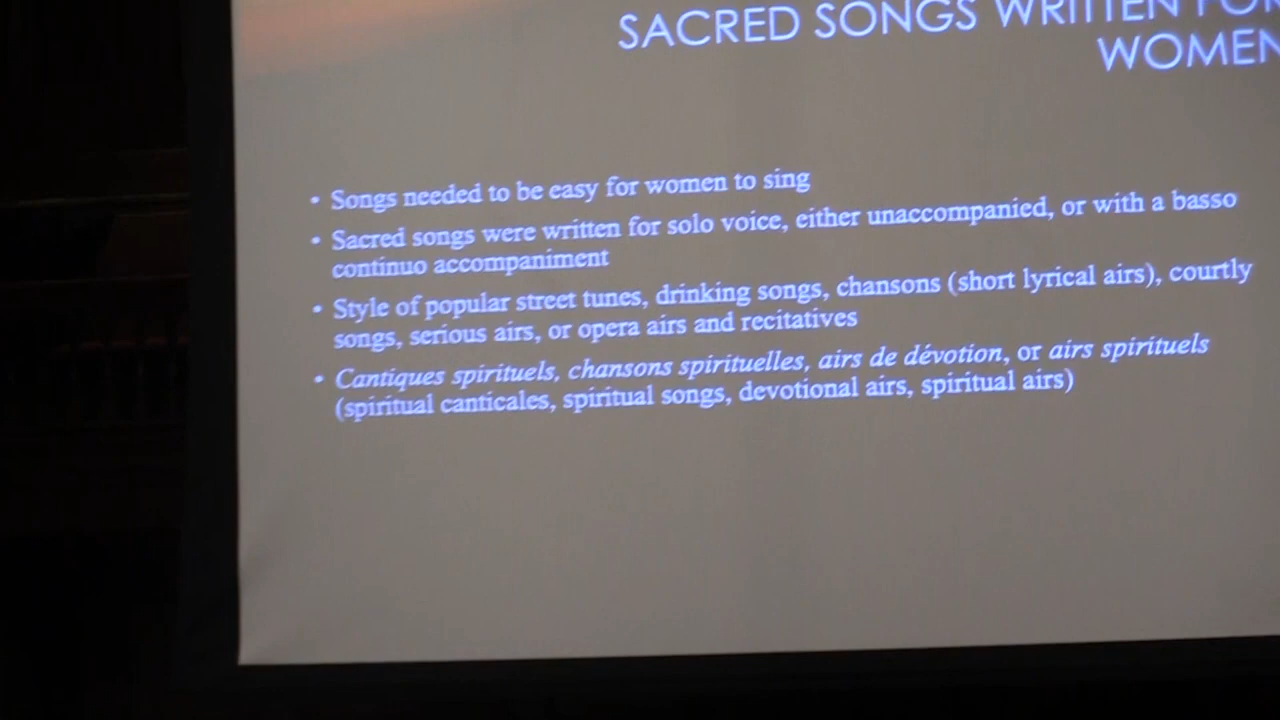 SACRED SONGS WRITTEN FOR
WOMEN
• Songs needed to be easy for women to sing
• Sacred songs were written for solo voice, either unaccompanied, or with a basso
continuo accompaniment
• Style of popular street tunes, drinking songs, chansons (short lyrical airs), courtly
songs, serious airs, or opera airs and recitatives
• Cantiques spirituels, chansons spirituelles, airs de dévotion, or airs spirituels
(spiritual canticales, spiritual songs, devotional airs, spiritual airs)